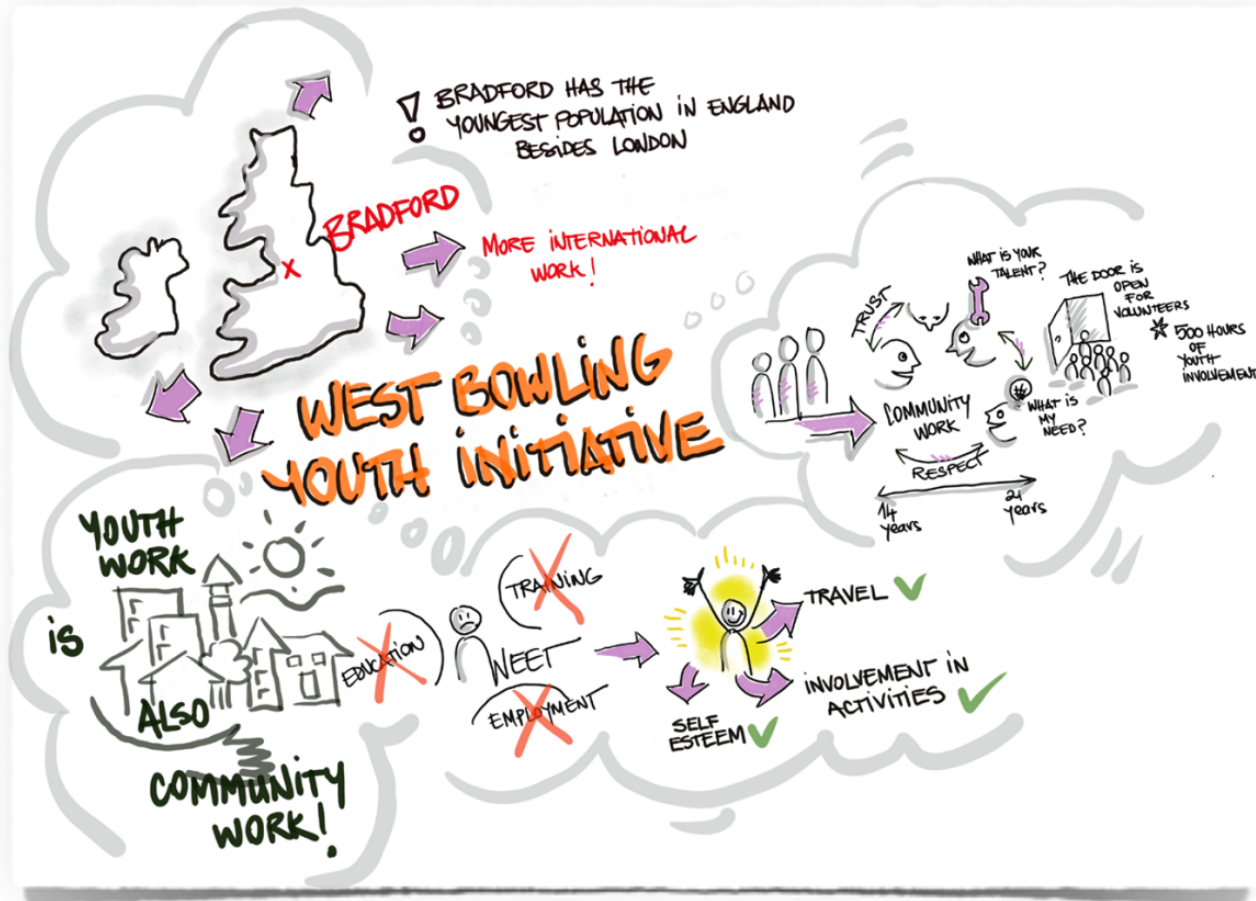 ! BRADFORD HAS THE
YOUNGEST POPULATION IN ENGLAND
BESIDES LONDON
BRADFORD
X
MORE INTERNATIONAL
WORK!
WEST BOWLING
YOUTH INITIATIVE
WHAT IS YOUR
TALENT?
THE DOOR IS
OPEN
FOR
VOLUNTEERS
500 HOURS
OF
YOUTH
INVOLVEMENT
TRUST
COMMUNITY
WORK
WHAT IS
MY
NEED?
RESPECT
14
years
21
years
YOUTH
WORK
is
ALSO
COMMUNITY
WORK!
TRAINING
EDUCATION
NEET
EMPLOYMENT
TRAVEL
INVOLVEMENT IN
ACTIVITIES
SELF
ESTEEM